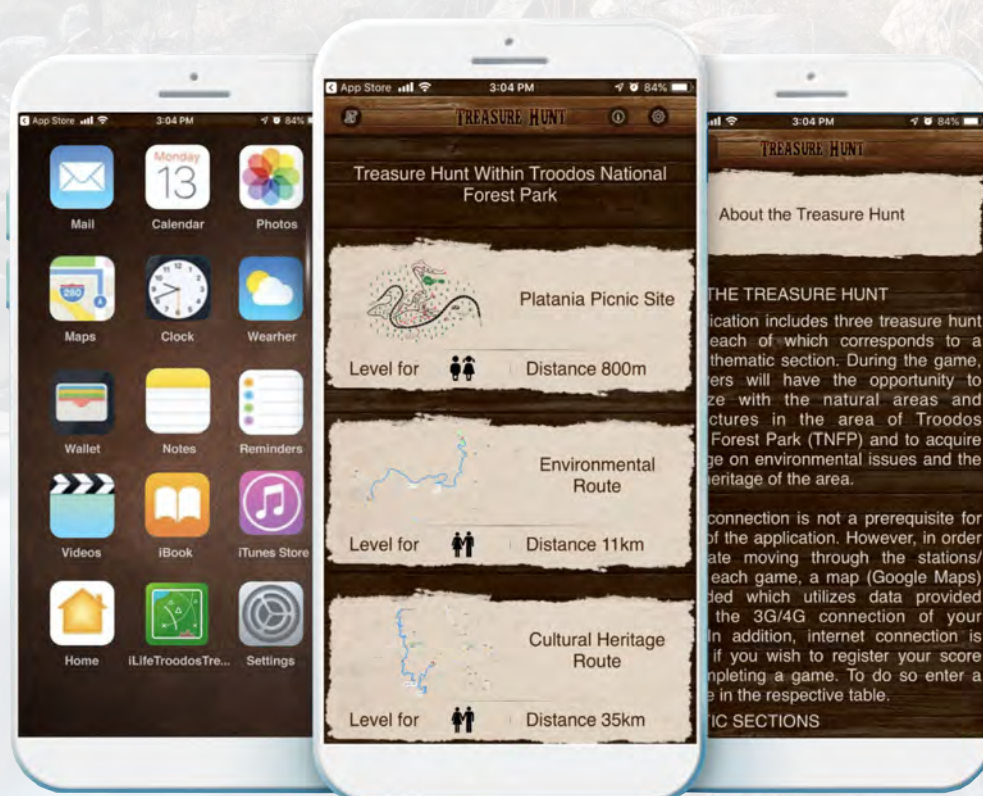 App Store
3:04 PM
84%
Monday
13
Mail
Calendar
Photos
280
Maps
Clock
Wearher
Wallet
Notes
Reminders
Videos
iBook
iTunes Store
Home
iLifeTroodosTre...
Settings
App Store
3:04 PM
84%
TREASURE HUNT
Treasure Hunt Within Troodos National
Forest Park
Platania Picnic Site
Level for
Distance 800m
Environmental
Route
Level for
Distance 11km
Cultural Heritage
Route
Level for
Distance 35km
3:04 PM
84%
TREASURE HUNT
About the Treasure Hunt
THE TREASURE HUNT
ication includes three treasure hunt
each of which corresponds to a
thematic section. During the game,
ers will have the opportunity to
ze with the natural areas and
ctures in the area of Troodos
Forest Park (TNFP) and to acquire
ge on environmental issues and the
heritage of the area.
connection is not a prerequisite for
of the application. However, in order
ate moving through the stations/
each game, a map (Google Maps)
ded which utilizes data provided
the 3G/4G connection of your
In addition, internet connection is
if you wish to register your score
mpleting a game. To do so enter a
e in the respective table.
IC SECTIONS